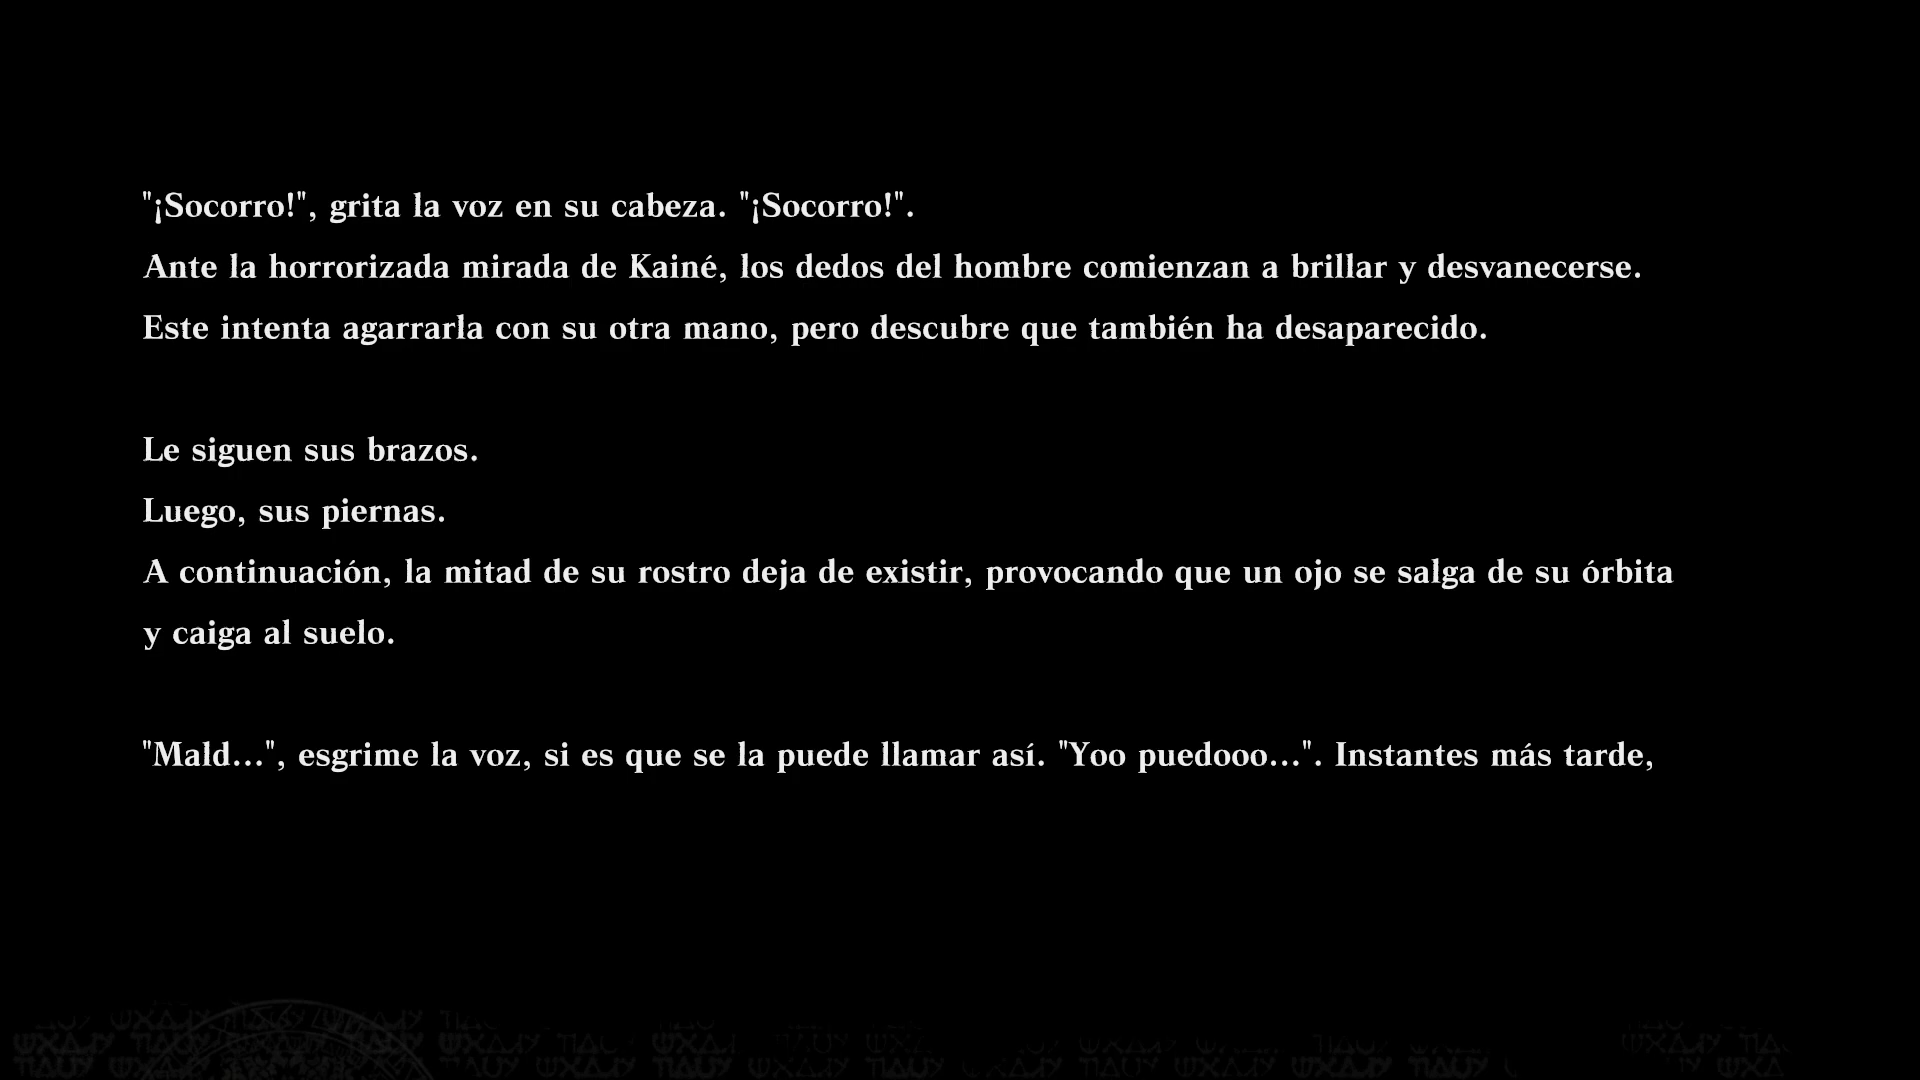 "¡Socorro!", grita la voz en su cabeza. "¡Socorro!".
Ante la horrorizada mirada de Kainé, los dedos del hombre comienzan a brillar y desvanecerse.
Este intenta agarrarla con su otra mano, pero descubre que también ha desaparecido.
Le siguen sus brazos.
Luego, sus piernas.
A continuación, la mitad de su rostro deja de existir, provocando que un ojo se salga de su órbita
y caiga al suelo.
"Mald...", esgrime la voz, si es que se la puede llamar así. "Yoo puedooo...". Instantes más tarde,